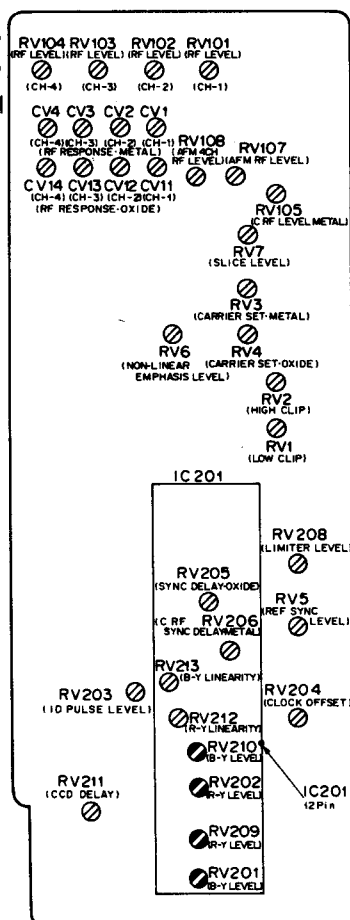 RV104 RV103 RV102 RV101
(RF LEVEL) (RF LEVEL) (RF LEVEL) (RF LEVEL)
(CH-4) (CH-3) (CH-2) (CH-1)
CV4 CV3 CV2 CV1
(CH-4) (CH-3) (CH-2) (CH-1)
(RF RESPONSE-METAL)
RV108
(AFM 4CH
RF LEVEL)
RV107
(AFM RF LEVEL)
CV14 CV13 CV12 CV11
(CH-4) (CH-3) (CH-2) (CH-1)
(RF RESPONSE-OXIDE)
RV105
(C RF LEVEL METAL)
RV7
(SLICE LEVEL)
RV3
(CARRIER SET-METAL)
RV6
(NON-LINEAR
EMPHASIS LEVEL)
RV4
(CARRIER SET-OXIDE)
RV2
(HIGH CLIP)
RV1
(LOW CLIP)
IC201
RV208
(LIMITER LEVEL)
RV205
(SYNC DELAY-OXIDE)
RV5
(REF SYNC
LEVEL)
(C RF RV206
SYNC DELAY METAL)
RV213
(B-Y LINEARITY)
RV203
(ID PULSE LEVEL)
RV204
(CLOCK OFFSET)
RV212
(R-Y LINEARITY)
RV210
(B-Y LEVEL)
RV202
(R-Y LEVEL)
IC201
12Pin
RV211
(CCD DELAY)
RV209
(R-Y LEVEL)
RV201
(B-Y LEVEL)